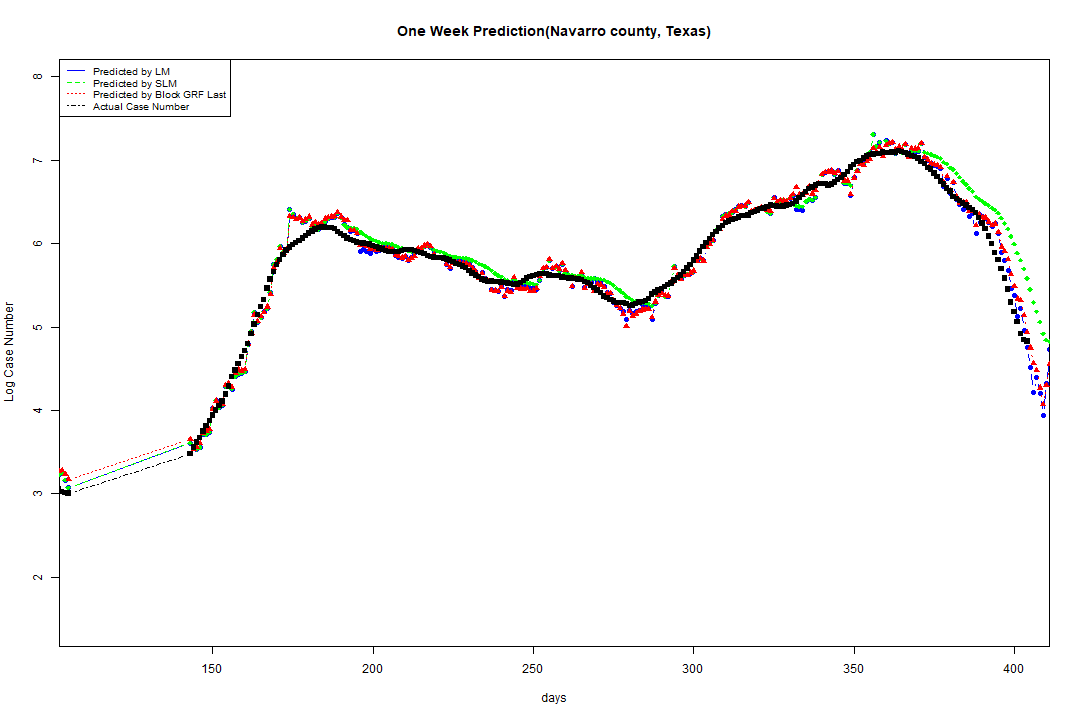 One Week Prediction(Navarro county, Texas)
Predicted by LM
Predicted by SLM
Predicted by Block GRF Last
Actual Case Number
8
7
6
5
4
3
2
Log Case Number
150 200 250 300 350 400
days